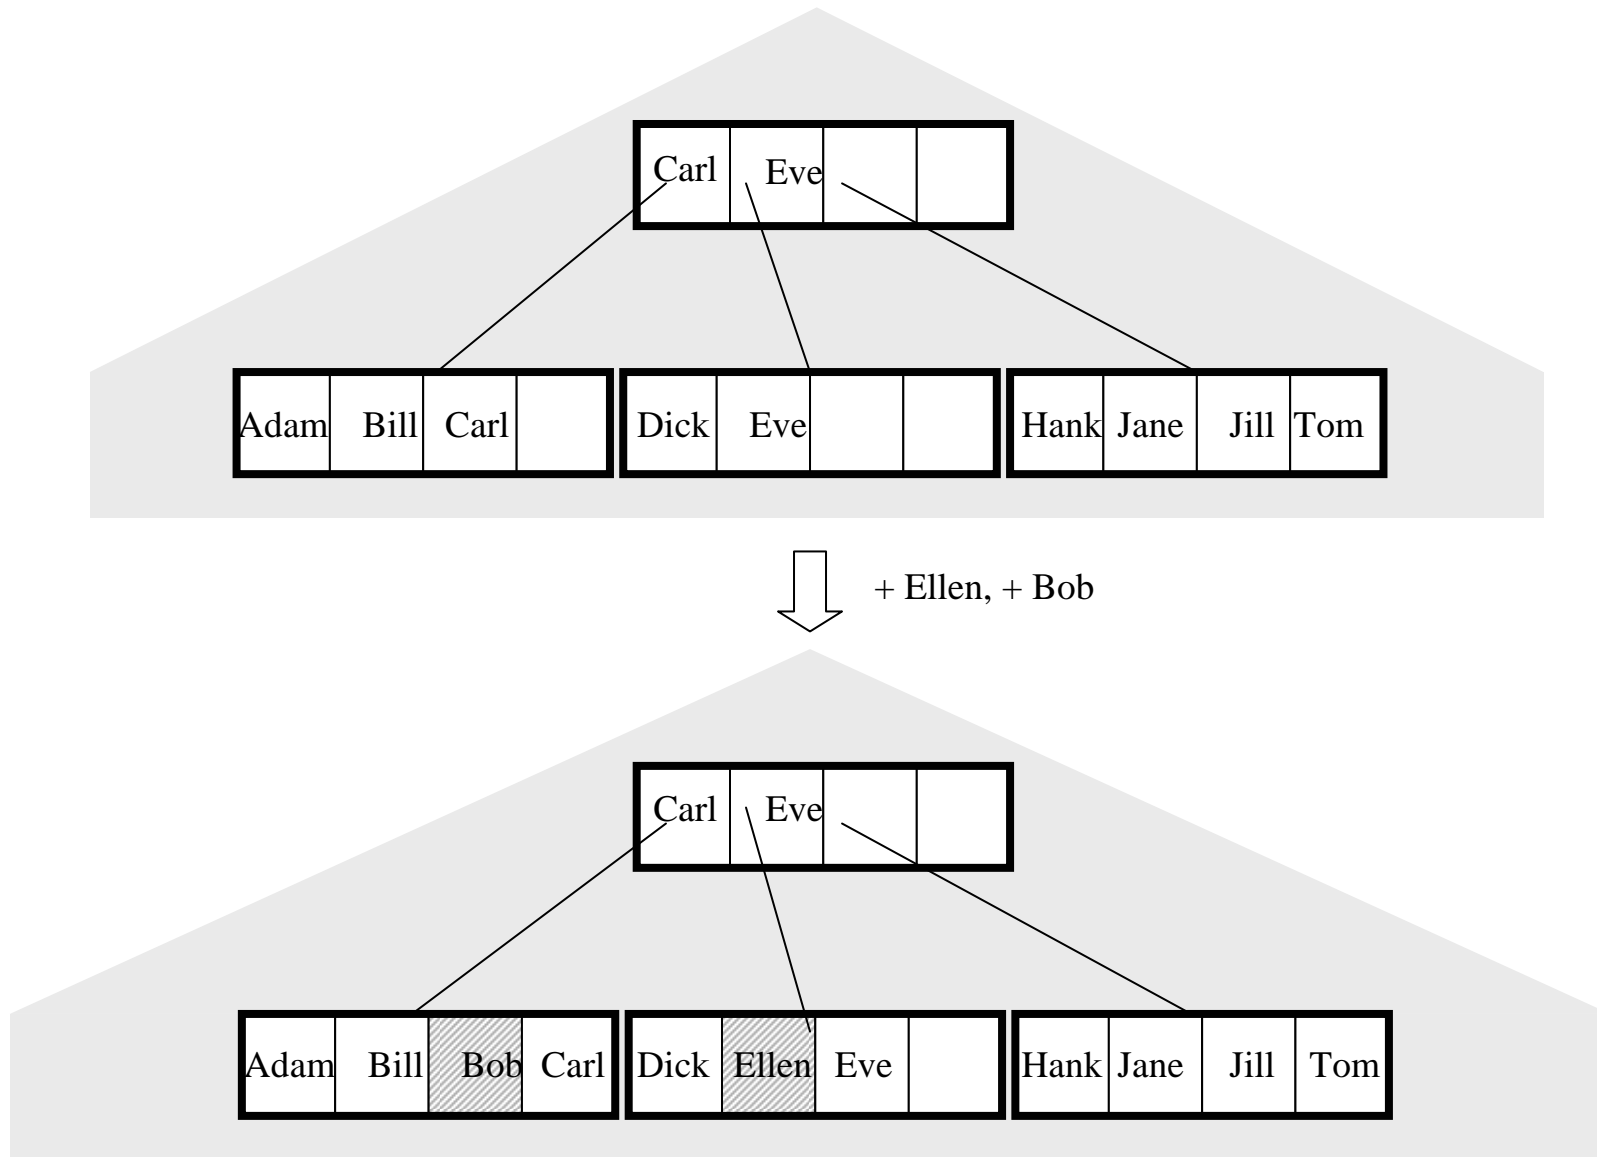 Carl Eve
Adam Bill Carl Dick Eve Hank Jane Jill Tom
+ Ellen, + Bob
Carl Eve
Adam Bill Bob Carl Dick Ellen Eve Hank Jane Jill Tom